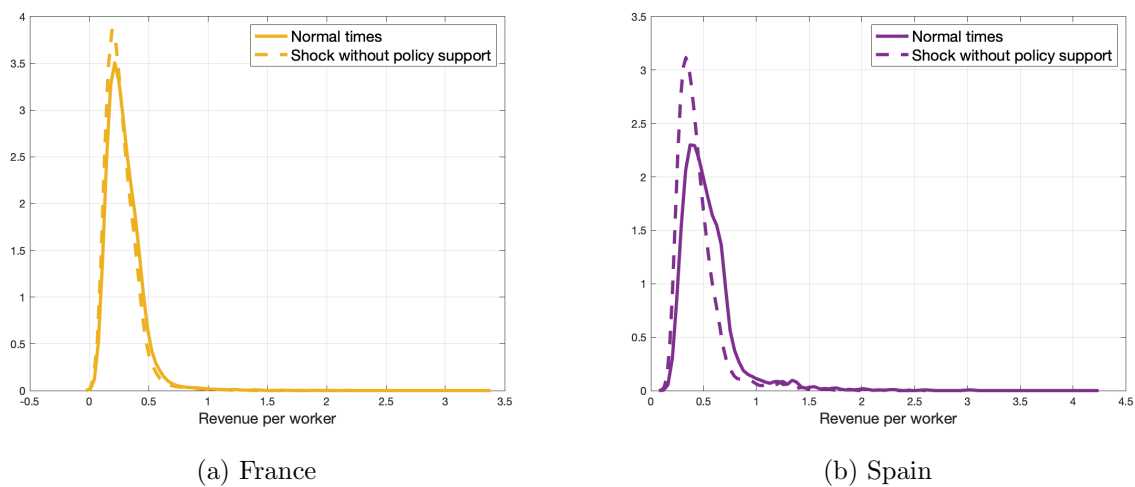 Normal times
Shock without policy support
4
3.5
3
2.5
2
1.5
1
0.5
0
-0.5 0 0.5 1 1.5 2 2.5 3 3.5
Revenue per worker
(a) France
Normal times
Shock without policy support
3.5
3
2.5
2
1.5
1
0.5
0
0 0.5 1 1.5 2 2.5 3 3.5 4 4.5
Revenue per worker
(b) Spain